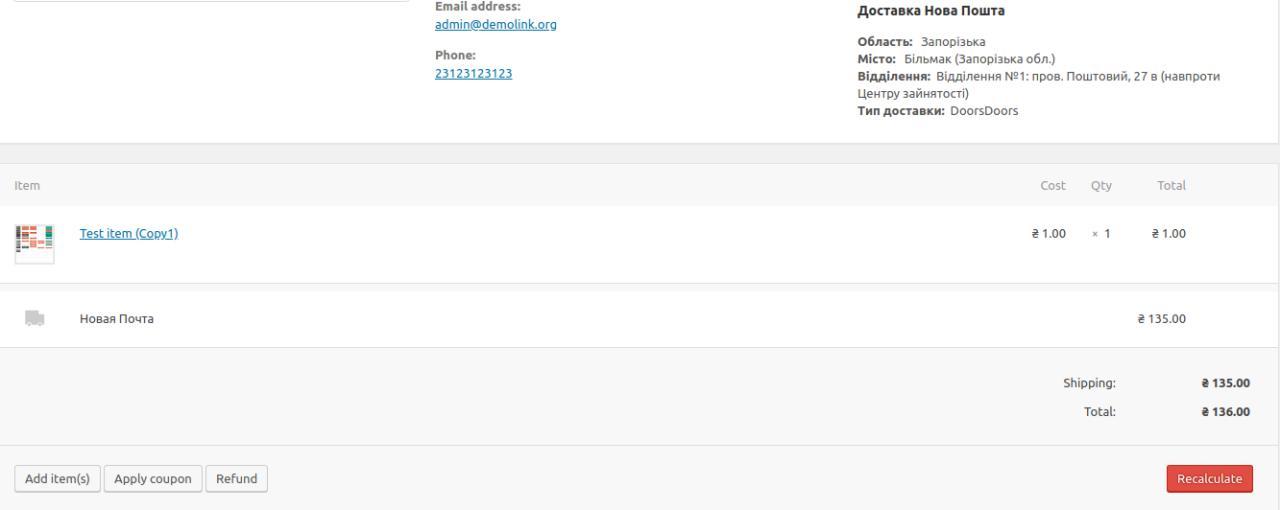 Email address:
admin@demolink.org
Phone:
23123123123
Доставка Нова Пошта
Область: Запорізька
Місто: Більмак (Запорізька обл.)
Відділення: Відділення №1: пров. Поштовий, 27 в (навпроти
Центру зайнятості)
Тип доставки: DoorsDoors
Item Cost Qty Total
Test item (Copy1) ₴ 1.00 × 1 ₴ 1.00
Новая Почта ₴ 135.00
Shipping: ₴ 135.00
Total: ₴ 136.00
Add item(s) Apply coupon Refund Recalculate